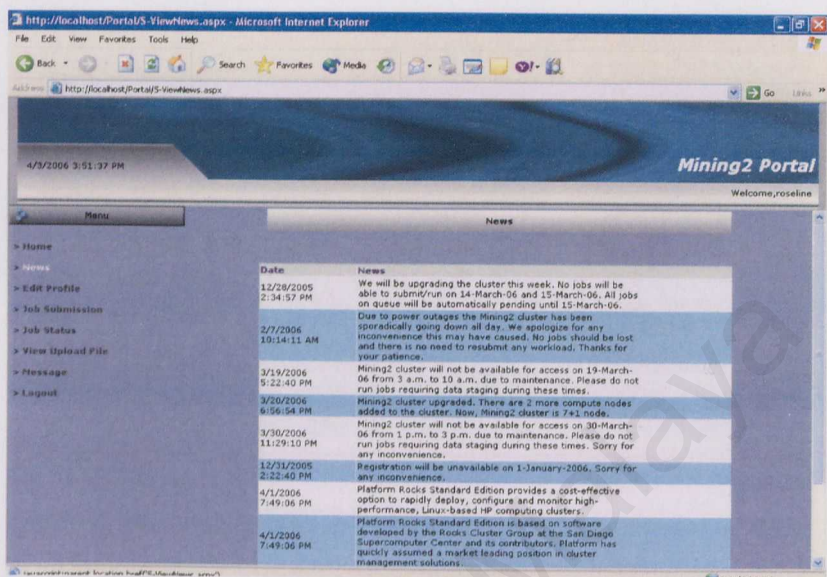 http://localhost/Portal/S-ViewNews.aspx - Microsoft Internet Explorer
File Edit View Favorites Tools Help
Back Search Favorites Media
Address http://localhost/Portal/S-ViewNews.aspx Go Links
4/3/2006 3:51:37 PM
Mining2 Portal
Welcome,roseline
Menu
News
> Home
> News
> Edit Profile
> Job Submission
> Job Status
> View Upload File
> Message
> Logout
Date News
12/28/2005 2:34:57 PM
We will be upgrading the cluster this week. No jobs will be
able to submit/run on 14-March-06 and 15-March-06. All jobs
on queue will be automatically pending until 15-March-06.
2/7/2006 10:14:11 AM
Due to power outages the Mining2 cluster has been
sporadically going down all day. We apologize for any
inconvenience this may have caused. No jobs should be lost
and there is no need to resubmit any workload. Thanks for
your patience.
3/19/2006 5:22:40 PM
Mining2 cluster will not be available for access on 19-March-
06 from 3 a.m. to 10 a.m. due to maintenance. Please do not
run jobs requiring data staging during these times.
3/20/2006 6:56:54 PM
Mining2 cluster upgraded. There are 2 more compute nodes
added to the cluster. Now, Mining2 cluster is 7+1 node.
3/30/2006 11:29:10 PM
Mining2 cluster will not be available for access on 30-March-
06 from 1 p.m. to 3 p.m. due to maintenance. Please do not
run jobs requiring data staging during these times. Sorry for
any inconvenience.
12/31/2005 2:22:40 PM
Registration will be unavailable on 1-January-2006. Sorry for
any inconvenience.
4/1/2006 7:49:06 PM
Platform Rocks Standard Edition provides a cost-effective
option to rapidly deploy, configure and monitor high-
performance, Linux-based HP computing clusters.
4/1/2006 7:49:06 PM
Platform Rocks Standard Edition is based on software
developed by the Rocks Cluster Group at the San Diego
Supercomputer Center and its contributors. Platform has
quickly assumed a market leading position in cluster
management solutions.